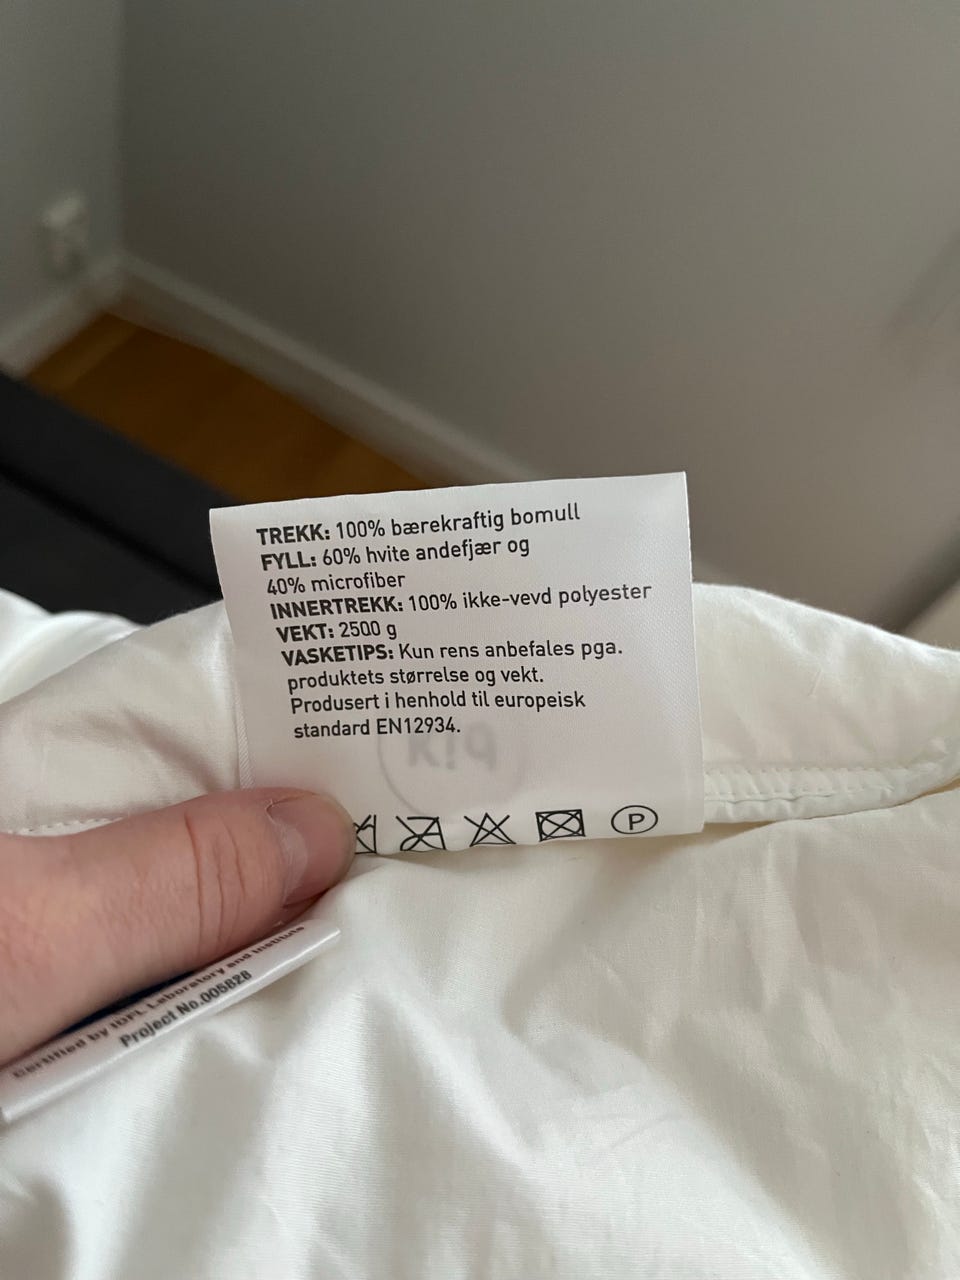 TREKK: 100% bærekraftig bomull
FYLL: 60% hvite andefjær og
40% microfiber
INNERTREKK: 100% ikke-vevd polyester
VEKT: 2500 g
VASKETIPS: Kun rens anbefales pga.
produktets størrelse og vekt.
Produsert i henhold til europeisk
standard EN12934.
P
Certified by IDFL Laboratory and Institute
Project No.005828